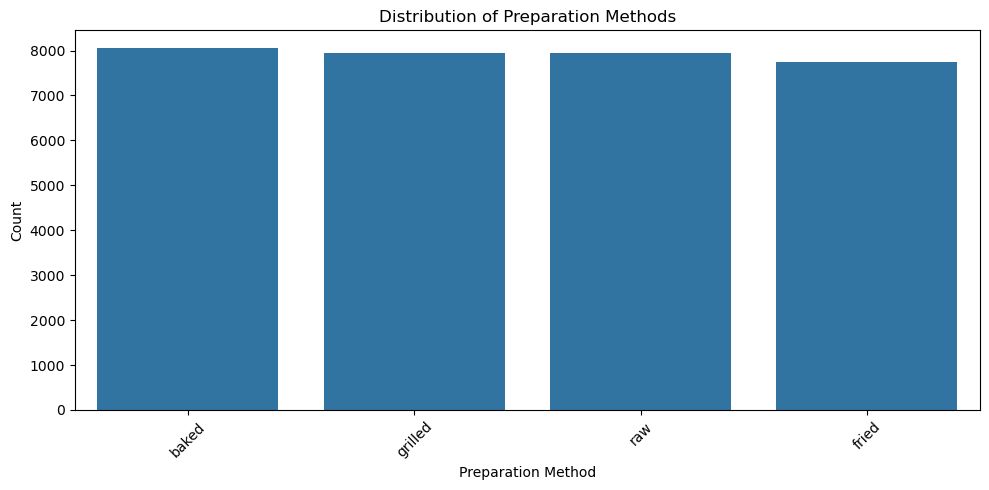 Distribution of Preparation Methods
8000
7000
6000
5000
4000
3000
2000
1000
0
Count
baked
grilled
raw
fried
Preparation Method